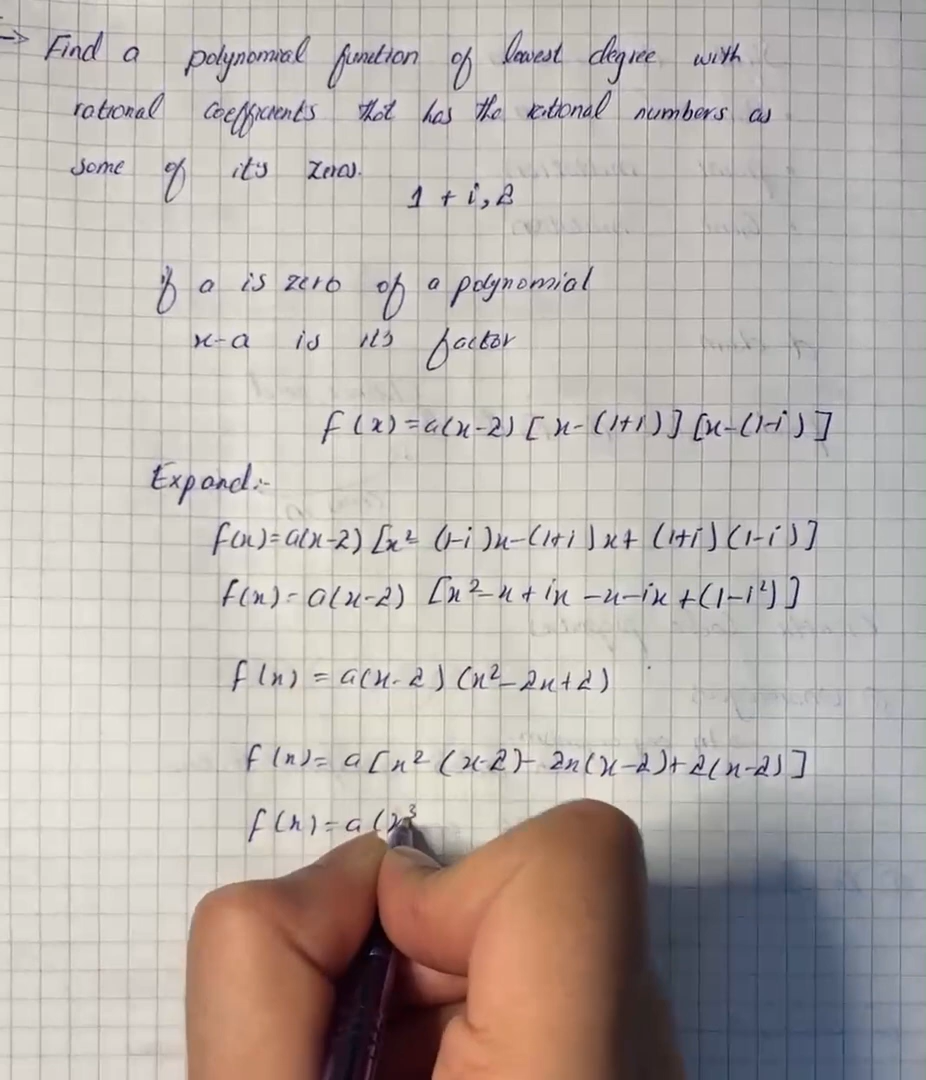 → Find a polynomial function of lowest degree with
rational coefficients that has the rational numbers as
some of it's zeros.
1 + i, 2
if a is zero of a polynomial
x-a is its factor
f(x)=a(x-2)[x-(1+i)][x-(1-i)]
Expand:-
f(x)=a(x-2)[x²-(1-i)x-(1+i)x+(1+i)(1-i)]
f(x)=a(x-2) [x²-x+ix-x-ix+(1-i²)]
f(x)=a(x-2)(x²-2x+2)
f(x)=a[x²(x-2)-2x(x-2)+2(x-2)]
f(x)=a(x³